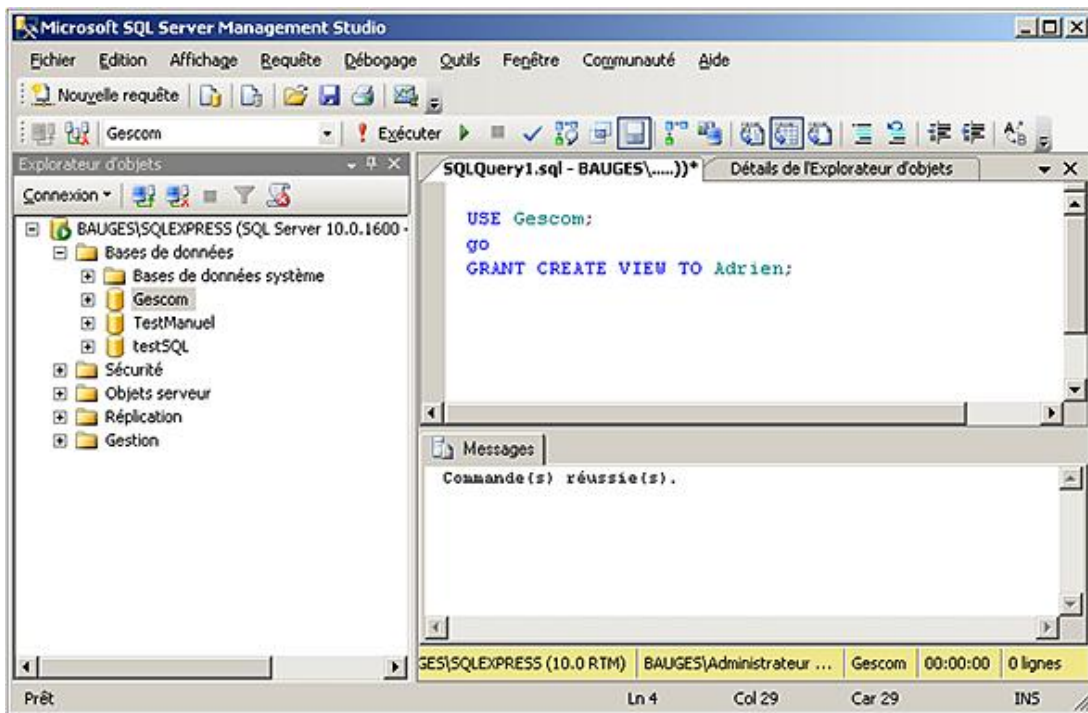 Microsoft SQL Server Management Studio
Fichier Edition Affichage Requête Débogage Outils Fenêtre Communauté Aide
Nouvelle requête
Gescom Exécuter
Explorateur d'objets
SQLQuery1.sql - BAUGES\.....))* Détails de l'Explorateur d'objets
Connexion
BAUGES\SQLEXPRESS (SQL Server 10.0.1600 -
Bases de données
Bases de données système
Gescom
TestManuel
testSQL
Sécurité
Objets serveur
Réplication
Gestion
USE Gescom;
go
GRANT CREATE VIEW TO Adrien;
Messages
Commande(s) réussie(s).
GES\SQLEXPRESS (10.0 RTM) BAUGES\Administrateur ... Gescom 00:00:00 0 lignes
Prêt Ln 4 Col 29 Car 29 INS